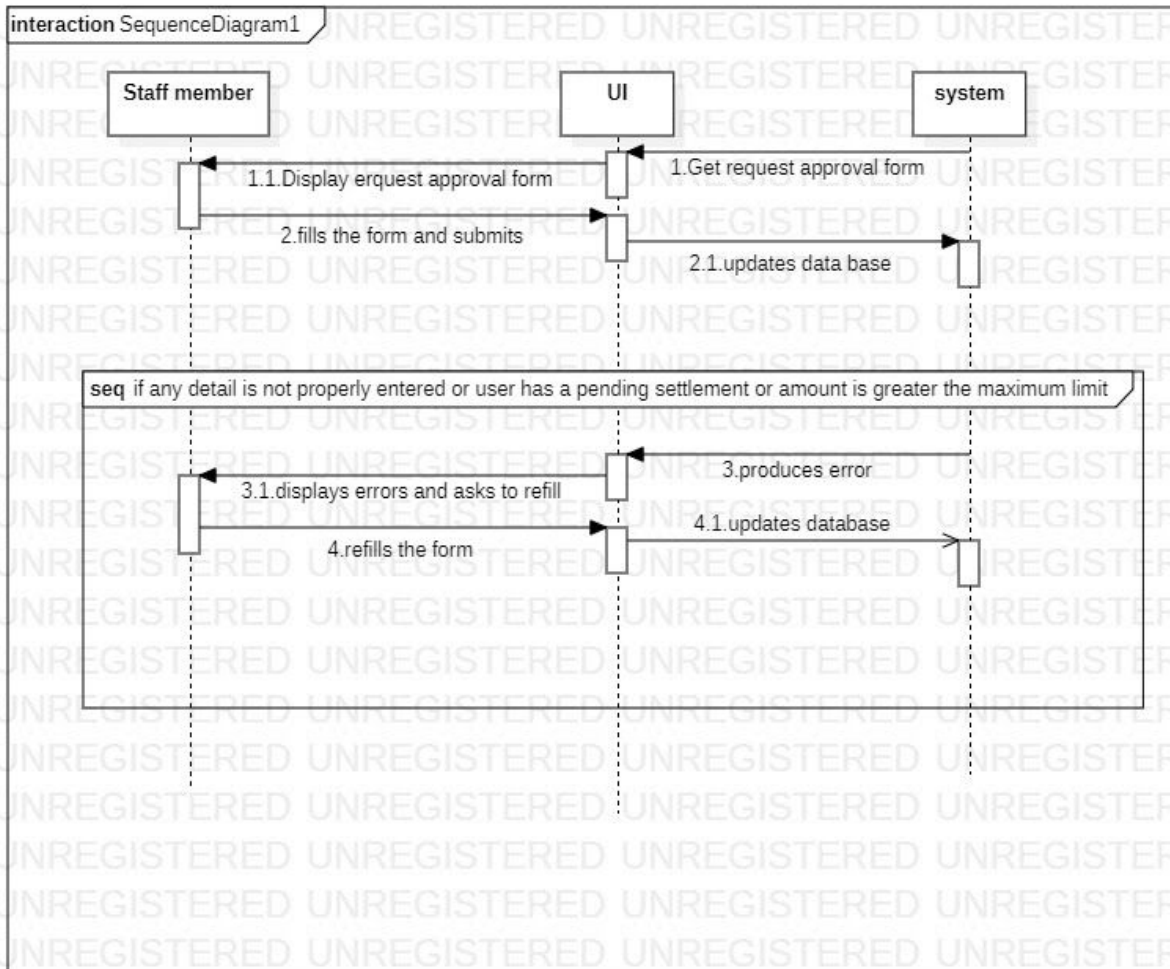 interaction SequenceDiagram1
Staff member
UI
system
1.Get request approval form
1.1.Display erquest approval form
2.fills the form and submits
2.1.updates data base
seq if any detail is not properly entered or user has a pending settlement or amount is greater the maximum limit
3.produces error
3.1.displays errors and asks to refill
4.1.updates database
4.refills the form
UNREGISTERED